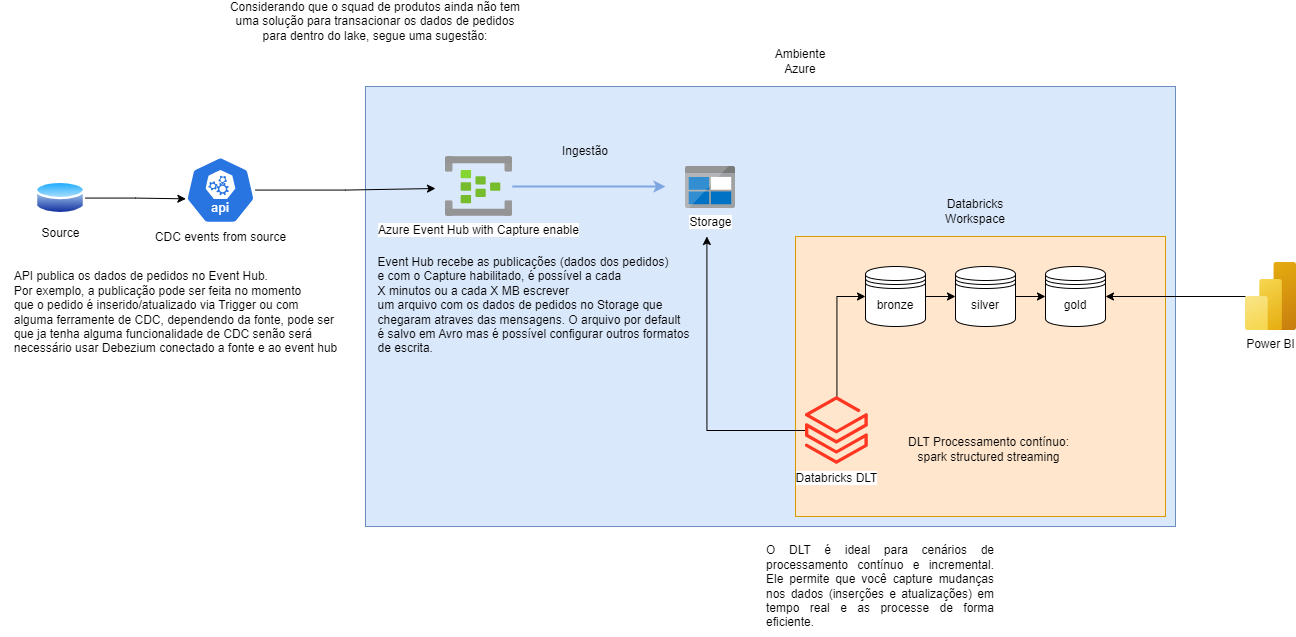 Considerando que o squad de produtos ainda não tem
uma solução para transacionar os dados de pedidos
para dentro do lake, segue uma sugestão:
Ambiente
Azure
Ingestão
api
Source
CDC events from source
Azure Event Hub with Capture enable
Storage
Databricks
Workspace
API publica os dados de pedidos no Event Hub.
Por exemplo, a publicação pode ser feita no momento
que o pedido é inserido/atualizado via Trigger ou com
alguma ferramente de CDC, dependendo da fonte, pode ser
que ja tenha alguma funcionalidade de CDC senão será
necessário usar Debezium conectado a fonte e ao event hub
Event Hub recebe as publicações (dados dos pedidos)
e com o Capture habilitado, é possível a cada
X minutos ou a cada X MB escrever
um arquivo com os dados de pedidos no Storage que
chegaram atraves das mensagens. O arquivo por default
é salvo em Avro mas é possível configurar outros formatos
de escrita.
bronze
silver
gold
Power BI
DLT Processamento contínuo:
spark structured streaming
Databricks DLT
O DLT é ideal para cenários de
processamento contínuo e incremental.
Ele permite que você capture mudanças
nos dados (inserções e atualizações) em
tempo real e as processe de forma
eficiente.